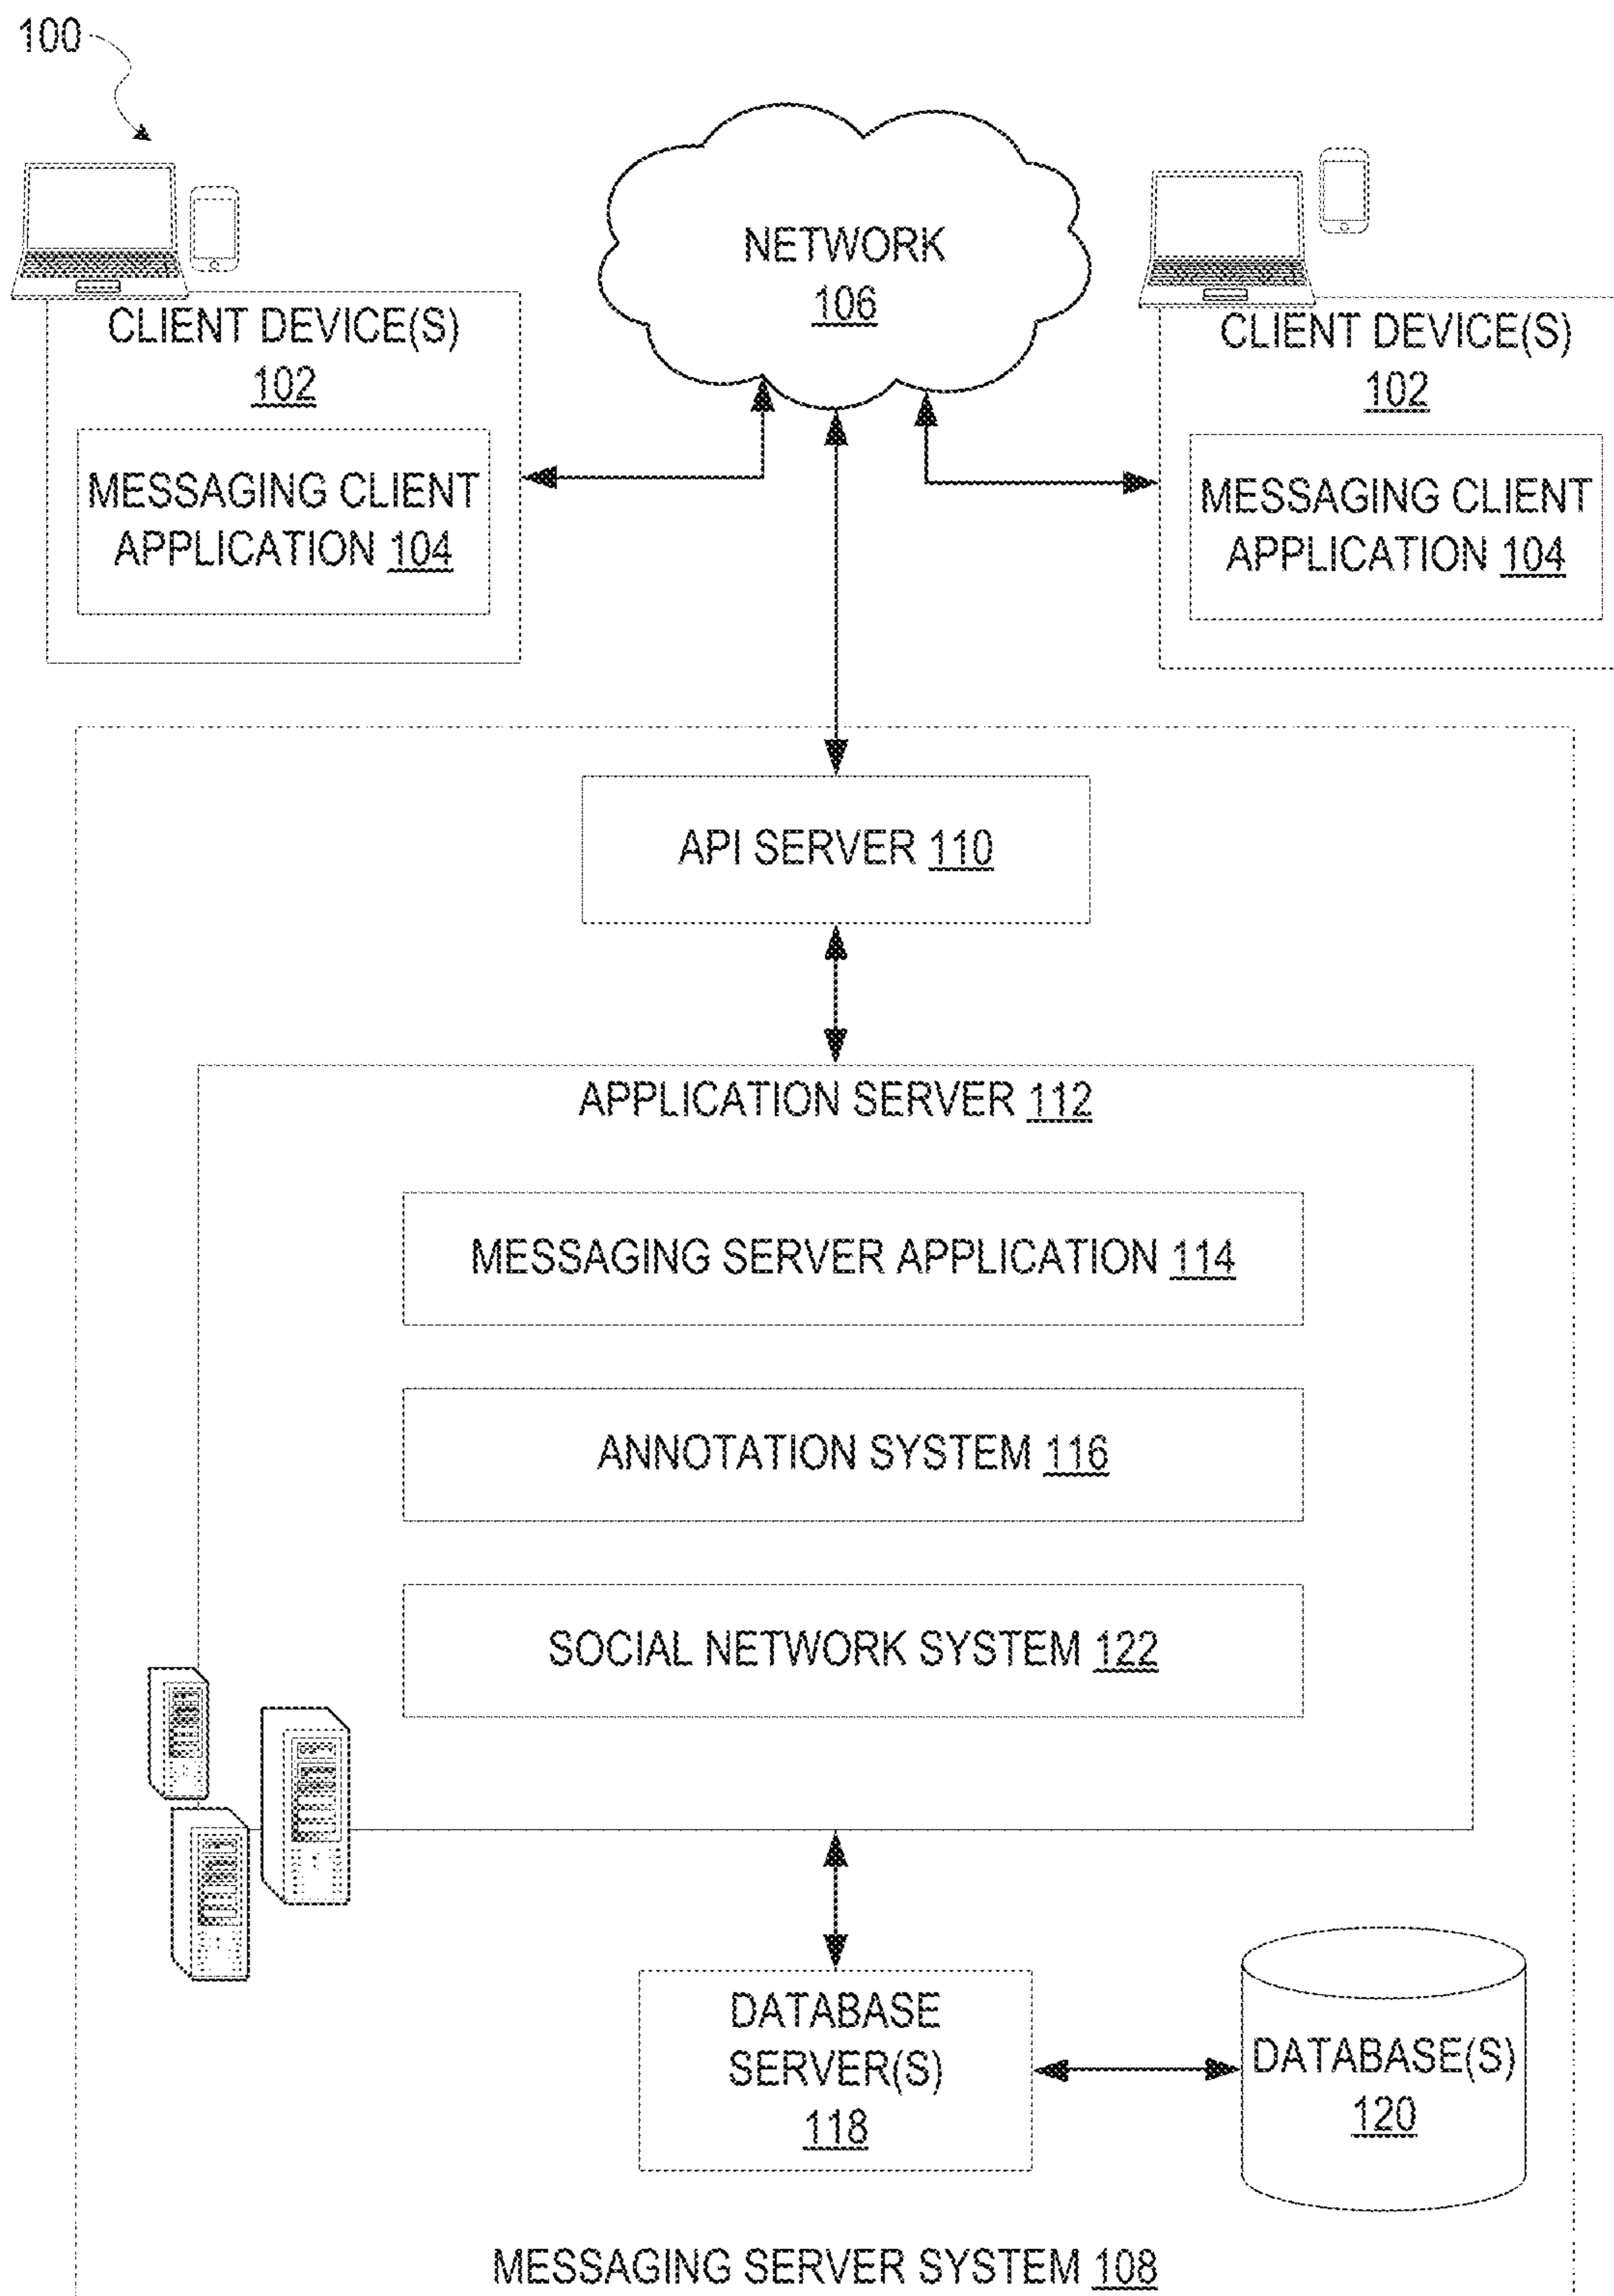 100
NETWORK
106
CLIENT DEVICE(S)
102
MESSAGING CLIENT
APPLICATION 104
CLIENT DEVICE(S)
102
MESSAGING CLIENT
APPLICATION 104
API SERVER 110
APPLICATION SERVER 112
MESSAGING SERVER APPLICATION 114
ANNOTATION SYSTEM 116
SOCIAL NETWORK SYSTEM 122
DATABASE
SERVER(S)
118
DATABASE(S)
120
MESSAGING SERVER SYSTEM 108